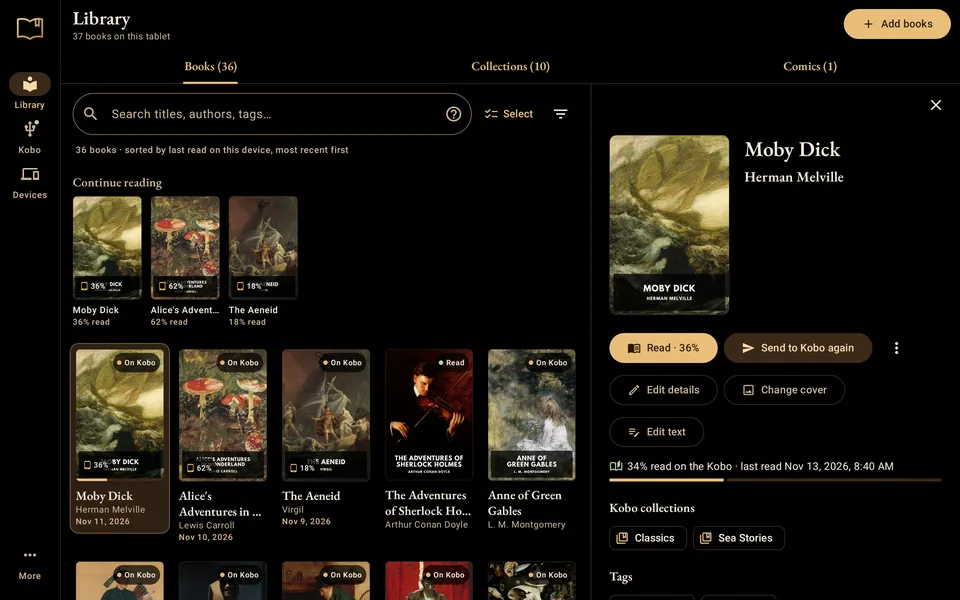 Library
37 books on this tablet
Add books
Library
Kobo
Devices
More
Books (36)
Collections (10)
Comics (1)
Search titles, authors, tags…
Select
36 books · sorted by last read on this device, most recent first
Continue reading
36%
DICK
62%
18%
AENEID
Moby Dick
36% read
Alice's Advent…
62% read
The Aeneid
18% read
On Kobo
36%
BY DICK
Moby Dick
Herman Melville
Nov 11, 2026
On Kobo
62%
ALICE'S ADVENTURES
Alice's
Adventures in …
Lewis Carroll
Nov 10, 2026
On Kobo
18%
AENEID
VIRGIL
The Aeneid
Virgil
Nov 9, 2026
Read
THE ADVENTURES
OF SHERLOCK HOLMES
ARTHUR CONAN DOYLE
The Adventures
of Sherlock Ho…
Arthur Conan Doyle
On Kobo
ANNE OF
GREEN GABLES
L. M. MONTGOMERY
Anne of Green
Gables
L. M. Montgomery
On Kobo
On Kobo
On Kobo
On Kobo
On Kobo
MOBY DICK
HERMAN MELVILLE
Moby Dick
Herman Melville
Read · 36%
Send to Kobo again
Edit details
Change cover
Edit text
34% read on the Kobo · last read Nov 13, 2026, 8:40 AM
Kobo collections
Classics
Sea Stories
Tags